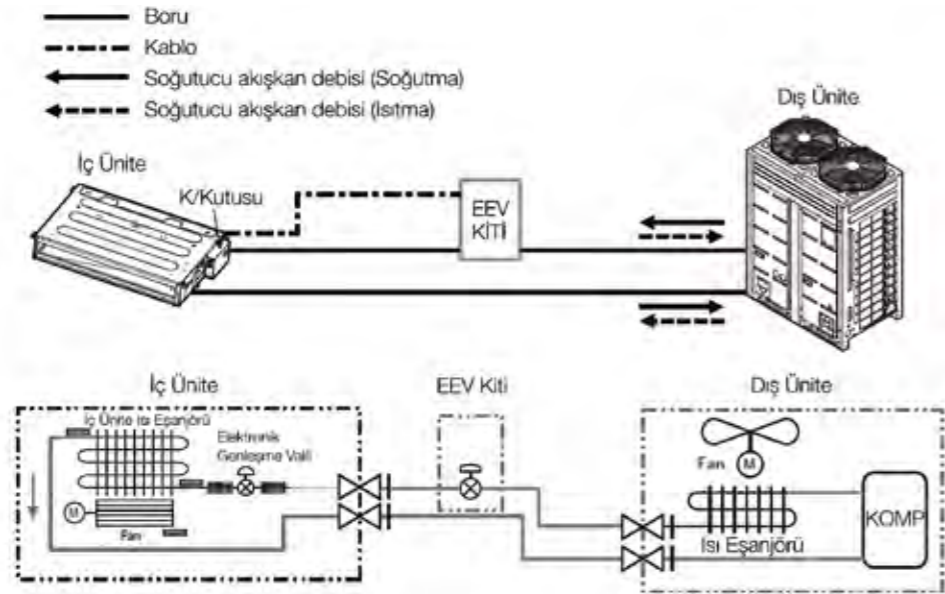 Boru
Kablo
Soğutucu akışkan debisi (Soğutma)
Soğutucu akışkan debisi (Isıtma)
Dış Ünite
İç Ünite
K/Kutusu
EEV
KİTİ
İç Ünite
EEV Kiti
Dış Ünite
İç Ünite Isı Eşanjörü
Elektronik
Genleşme Valfi
M
Fan
Fan
M
Isı Eşanjörü
KOMP